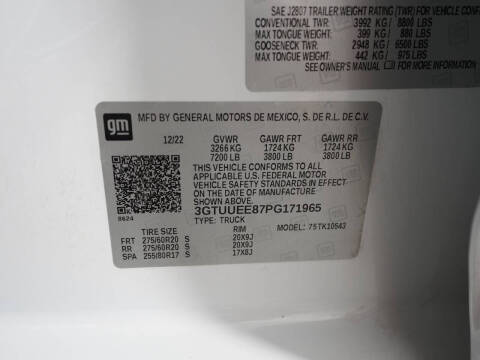 SAE J2807 TRAILER WEIGHT RATING (TWR) FOR VEHICLE CONF
CONVENTIONAL TWR: 3992 KG / 8800 LBS
MAX TONGUE WEIGHT: 399 KG / 880 LBS
GOOSENECK TWR: 2948 KG / 6500 LBS
MAX TONGUE WEIGHT: 442 KG / 975 LBS
SEE OWNER'S MANUAL FOR MORE INFORMATION
gm
MFD BY GENERAL MOTORS DE MEXICO, S. DE R.L. DE C.V.
12/22 GVWR GAWR FRT GAWR RR
3266KG 1724 KG 1724 KG
7200 LB 3800 LB 3800 LB
THIS VEHICLE CONFORMS TO ALL
APPLICABLE U.S. FEDERAL MOTOR
VEHICLE SAFETY STANDARDS IN EFFECT ON
THE DATE OF MANUFACTURE SHOWN ABOVE.
3GTUUEE87PG171965
8624 TYPE: TRUCK
TIRE SIZE RIM MODEL: 75TK10543
FRT 275/60R20 S 20X9J
RR 275/60R20 S 20X9J
SPA 255/80R17 S 17X8J